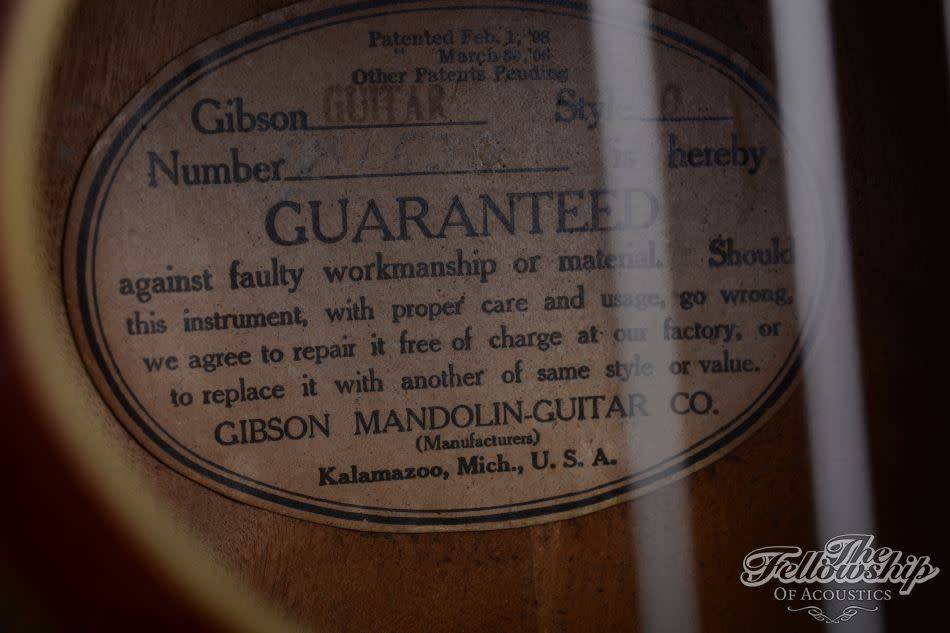 Patented Feb. 1, '98
" March 30, '06
Other Patents Pending
Gibson GUITAR Style O
Number is hereby
GUARANTEED
against faulty workmanship or material. Should
this instrument, with proper care and usage, go wrong,
we agree to repair it free of charge at our factory, or
to replace it with another of same style or value.
GIBSON MANDOLIN-GUITAR CO.
(Manufacturers)
Kalamazoo, Mich., U. S. A.
The
Fellowship
OF ACOUSTICS